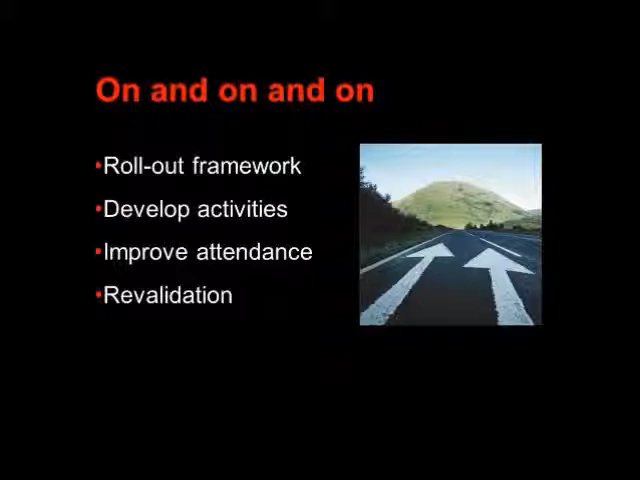 On and on and on
•Roll-out framework
•Develop activities
•Improve attendance
•Revalidation